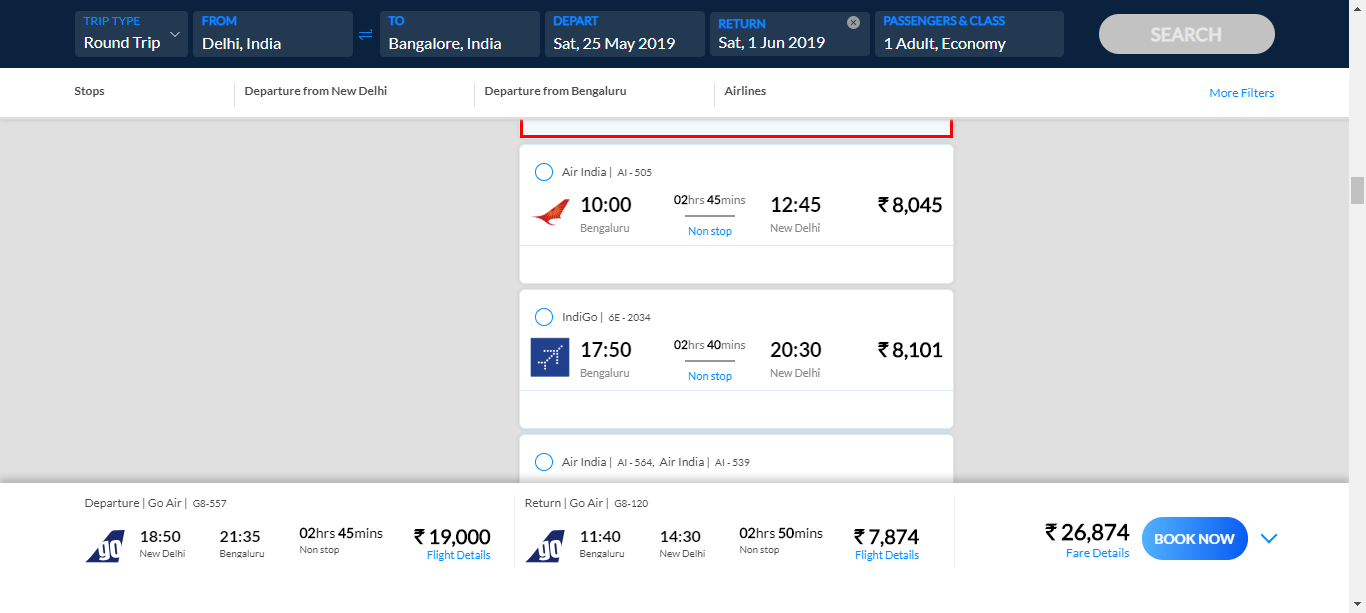 TRIP TYPE
Round Trip
FROM
Delhi, India
TO
Bangalore, India
DEPART
Sat, 25 May 2019
RETURN
Sat, 1 Jun 2019
PASSENGERS & CLASS
1 Adult, Economy
SEARCH
Stops
Departure from New Delhi
Departure from Bengaluru
Airlines
More Filters
Air India | AI - 505
10:00
Bengaluru
02hrs 45mins
Non stop
12:45
New Delhi
₹ 8,045
IndiGo | 6E - 2034
17:50
Bengaluru
02hrs 40mins
Non stop
20:30
New Delhi
₹ 8,101
Air India | AI - 564, Air India | AI - 539
Departure | Go Air | G8-557
go
18:50
New Delhi
21:35
Bengaluru
02hrs 45mins
Non stop
₹ 19,000
Flight Details
Return | Go Air | G8-120
go
11:40
Bengaluru
14:30
New Delhi
02hrs 50mins
Non stop
₹ 7,874
Flight Details
₹ 26,874
Fare Details
BOOK NOW